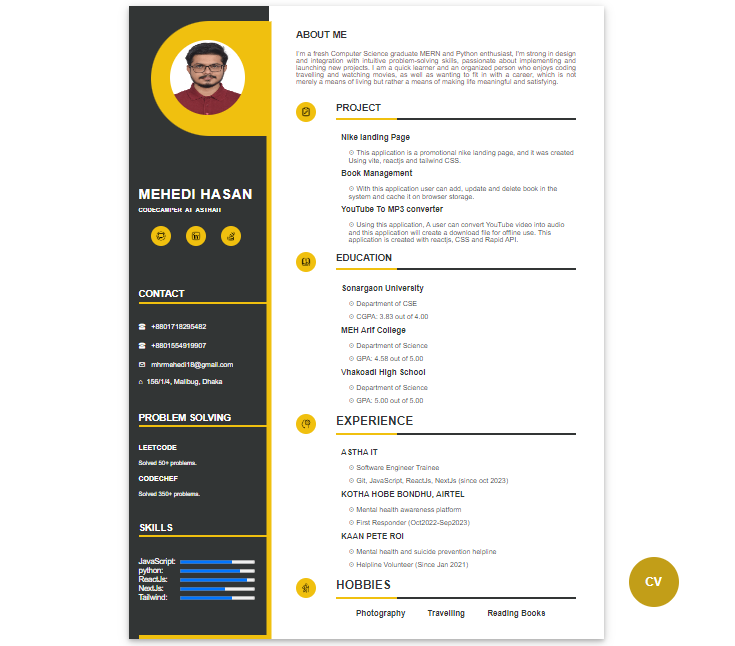 MEHEDI HASAN
CODECAMPER AT ASTHAIT
CONTACT
+8801718295482
+8801554919907
mhrmehedi18@gmail.com
156/1/4, Malibug, Dhaka
PROBLEM SOLVING
LEETCODE
Solved 50+ problems.
CODECHEF
Solved 350+ problems.
SKILLS
JavaScript:
python:
ReactJs:
NextJs:
Tailwind:
ABOUT ME
I'm a fresh Computer Science graduate MERN and Python enthusiast, I'm strong in design
and integration with intuitive problem-solving skills, passionate about implementing and
launching new projects. I am a quick learner and an organized person who enjoys coding
travelling and watching movies, as well as wanting to fit in with a career, which is not
merely a means of living but rather a means of making life meaningful and satisfying.
PROJECT
Nike landing Page
This application is a promotional nike landing page, and it was created
Using vite, reactjs and tailwind CSS.
Book Management
With this application user can add, update and delete book in the
system and cache it on browser storage.
YouTube To MP3 converter
Using this application, A user can convert YouTube video into audio
and this application will create a download file for offline use. This
application is created with reactjs, CSS and Rapid API.
EDUCATION
Sonargaon University
Department of CSE
CGPA: 3.83 out of 4.00
MEH Arif College
Department of Science
GPA: 4.58 out of 5.00
Vhakoadi High School
Department of Science
GPA: 5.00 out of 5.00
EXPERIENCE
ASTHA IT
Software Engineer Trainee
Git, JavaScript, ReactJs, NextJs (since oct 2023)
KOTHA HOBE BONDHU, AIRTEL
Mental health awareness platform
First Responder (Oct2022-Sep2023)
KAAN PETE ROI
Mental health and suicide prevention helpline
Helpline Volunteer (Since Jan 2021)
HOBBIES
Photography Travelling Reading Books
CV